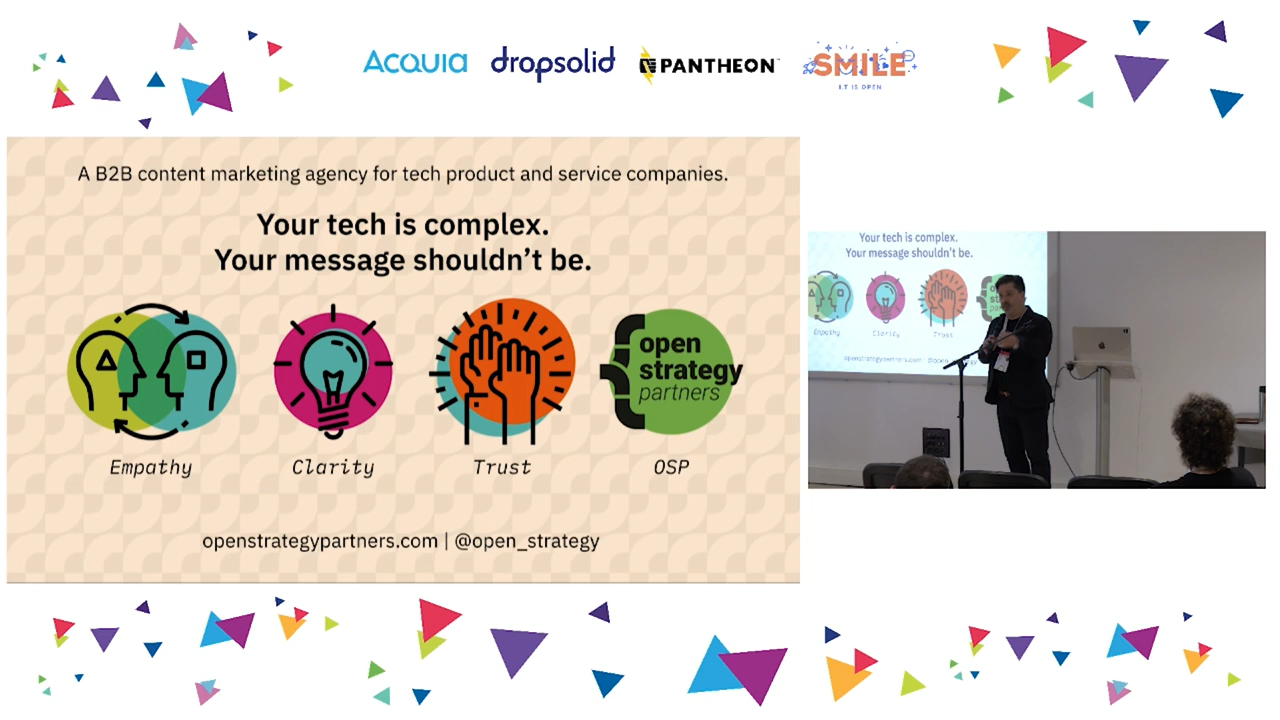 ACQUIA
dropsolid
PANTHEON
SMILE
I.T IS OPEN
A B2B content marketing agency for tech product and service companies.
Your tech is complex.
Your message shouldn't be.
open
strategy
partners
Empathy
Clarity
Trust
OSP
openstrategypartners.com | @open_strategy
Your tech is complex.
Your message shouldn't be.
Empathy
Clarity
Trust